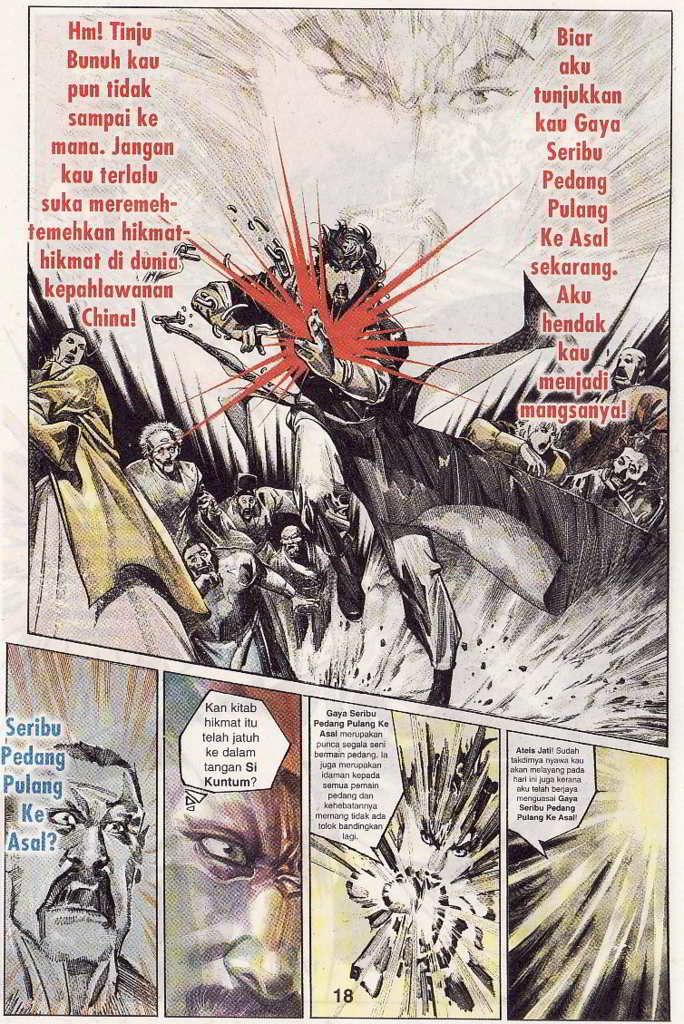 Hm! Tinju
Bunuh kau
pun tidak
sampai ke
mana. Jangan
kau terlalu
suka meremeh-
temehkan hikmat-
hikmat di dunia
kepahlawanan
China!
Biar
aku
tunjukkan
kau Gaya
Seribu
Pedang
Pulang
Ke Asal
sekarang.
Aku
hendak
kau
menjadi
mangsanya!
Seribu
Pedang
Pulang
Ke
Asal?
Kan kitab
hikmat itu
telah jatuh
ke dalam
tangan Si
Kuntum?
Gaya Seribu
Pedang Pulang Ke
Asal merupakan
punca segala seni
bermain pedang. Ia
juga merupakan
idaman kepada
semua pemain
pedang dan
kehebatannya
memang tidak ada
tolok bandingkan
lagi.
Ateis Jati! Sudah
takdirnya nyawa kau
akan melayang pada
hari ini juga kerana
aku telah berjaya
menguasai Gaya
Seribu Pedang
Pulang Ke Asal!
18